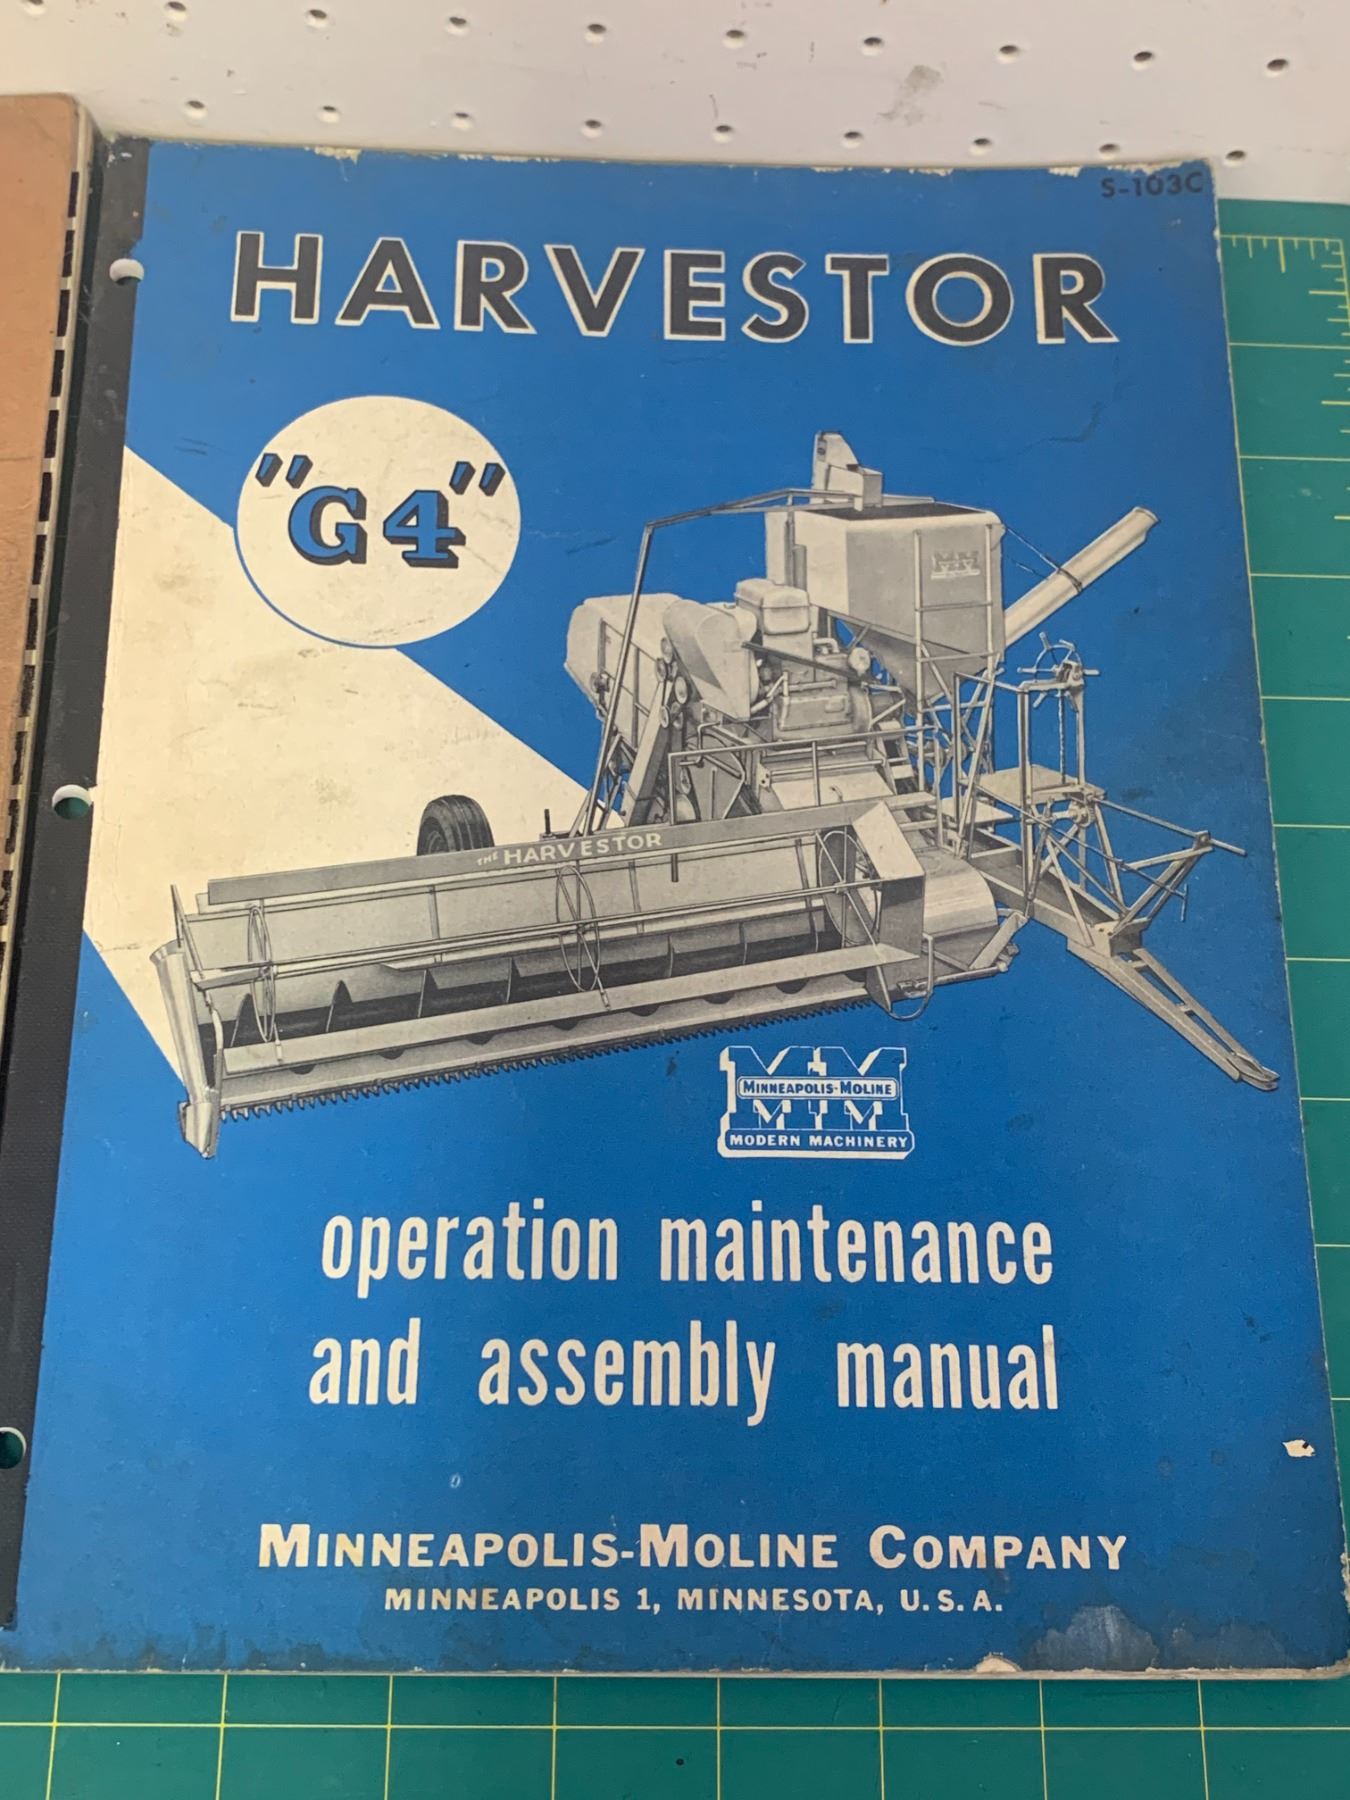 S-103C
HARVESTOR
"G4"
MM
THE HARVESTOR
MINNEAPOLIS-MOLINE
MODERN MACHINERY
operation maintenance
and assembly manual
MINNEAPOLIS-MOLINE COMPANY
MINNEAPOLIS 1, MINNESOTA, U.S.A.